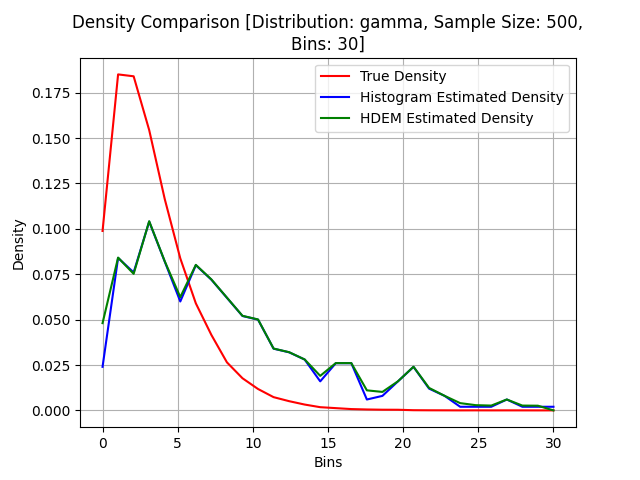 Density Comparison [Distribution: gamma, Sample Size: 500,
Bins: 30]
True Density
Histogram Estimated Density
HDEM Estimated Density
Density
0.175
0.150
0.125
0.100
0.075
0.050
0.025
0.000
0 5 10 15 20 25 30
Bins